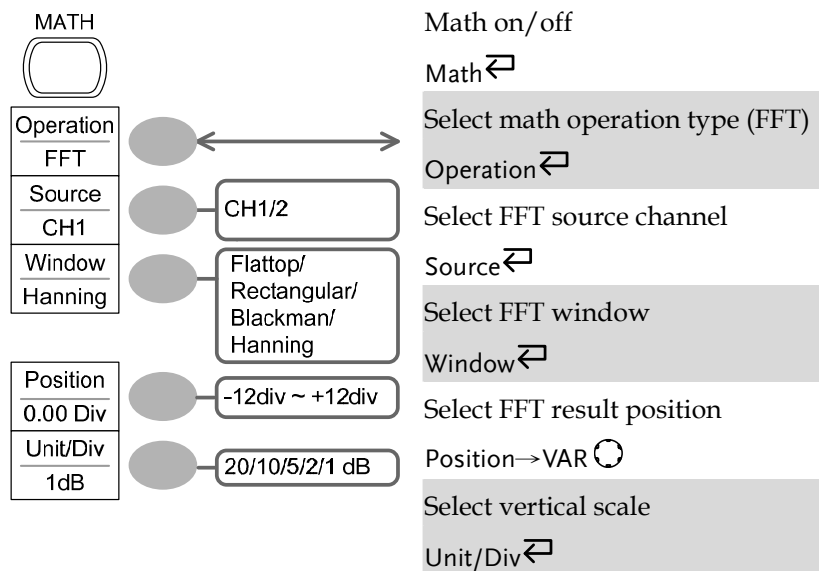 MATH
Operation
FFT
Source
CH1
Window
Hanning
Position
0.00 Div
Unit/Div
1dB
CH1/2
Flattop/
Rectangular/
Blackman/
Hanning
-12div ~ +12div
20/10/5/2/1 dB
Math on/off
Math
Select math operation type (FFT)
Operation
Select FFT source channel
Source
Select FFT window
Window
Select FFT result position
Position→VAR
Select vertical scale
Unit/Div